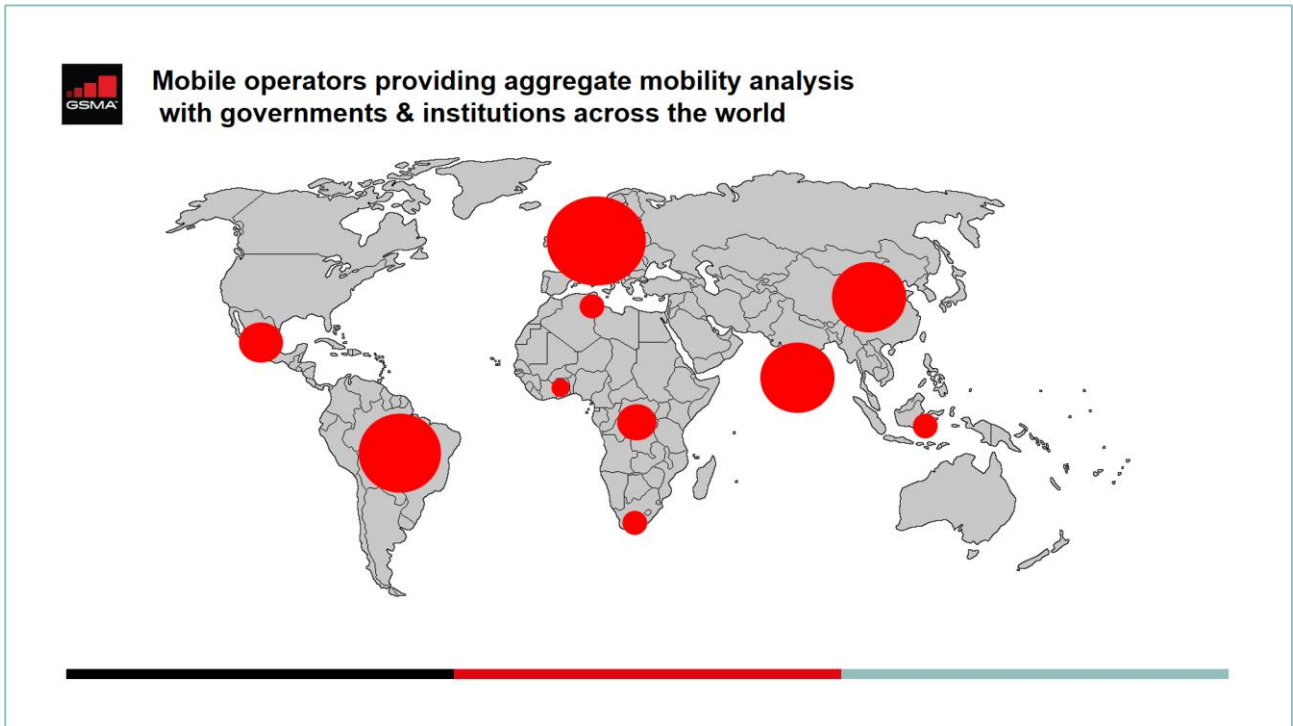 GSMA
Mobile operators providing aggregate mobility analysis
with governments & institutions across the world